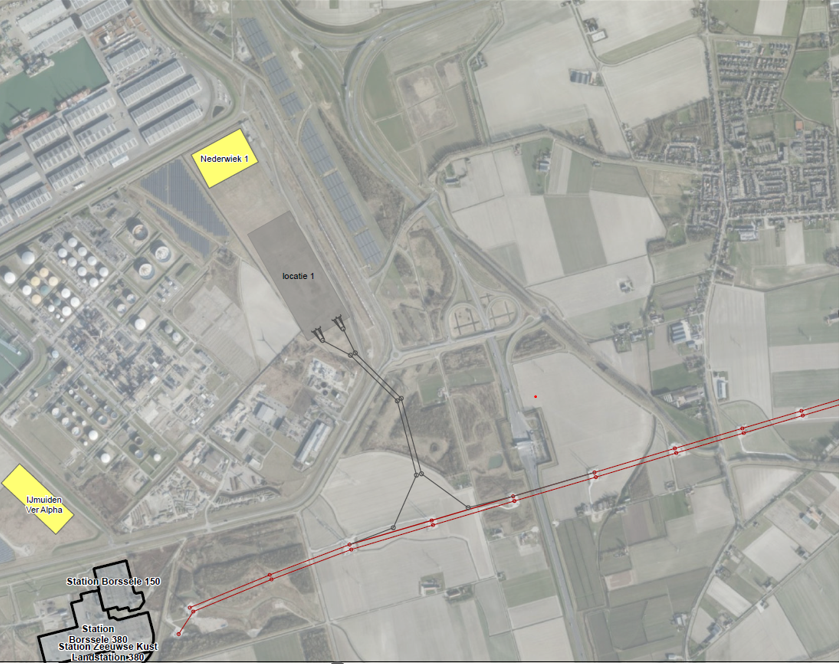 Nederwiek 1
locatie 1
IJmuiden
Ver Alpha
Station Borssele 150
Station
Borssele 380
Station Zeeuwse Kust
Landstation 380